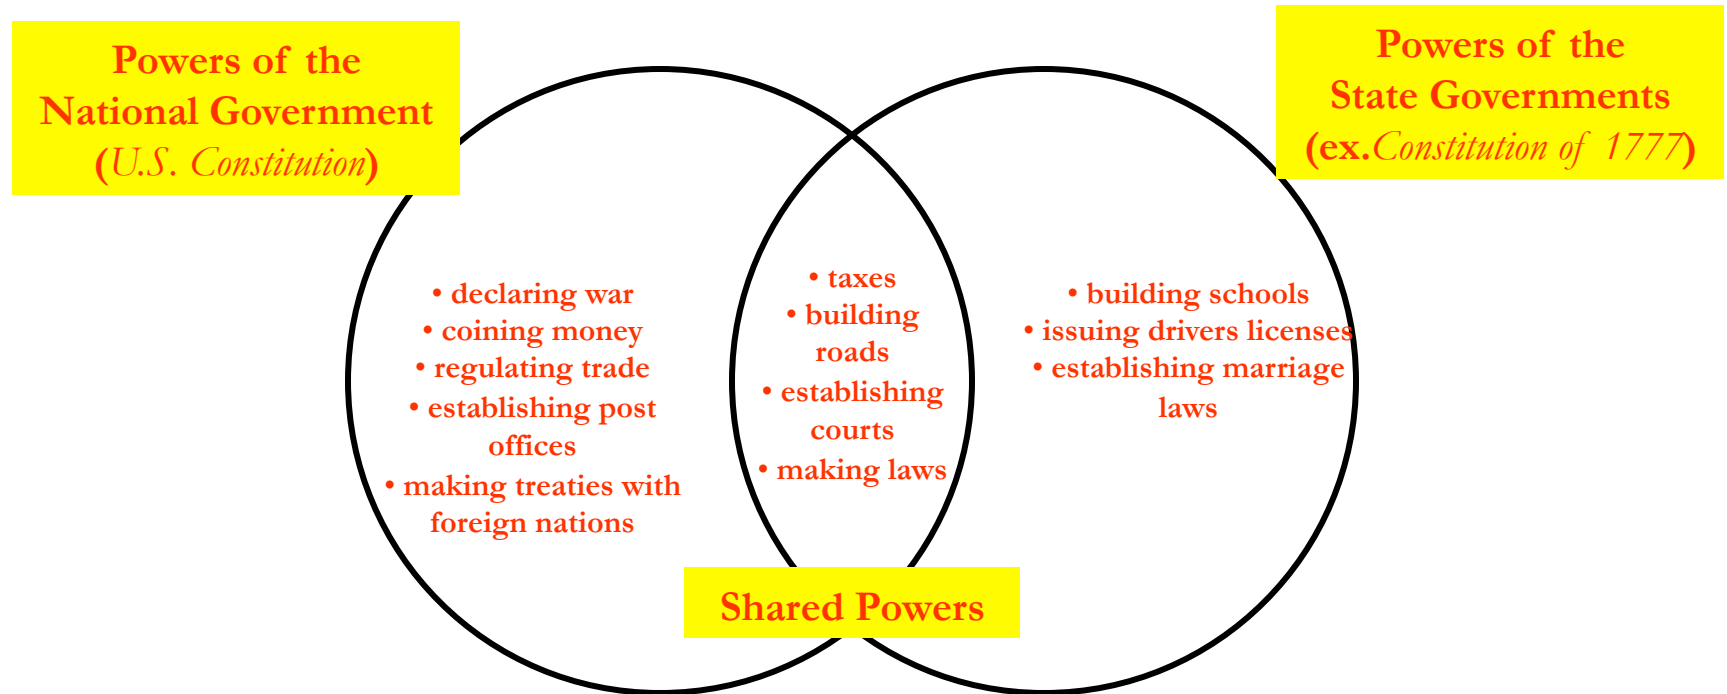 Powers of the
National Government
(U.S. Constitution)
Powers of the
State Governments
(ex.Constitution of 1777)
• declaring war
• coining money
• regulating trade
• establishing post
offices
• making treaties with
foreign nations
• taxes
• building
roads
• establishing
courts
• making laws
• building schools
• issuing drivers licenses
• establishing marriage
laws
Shared Powers